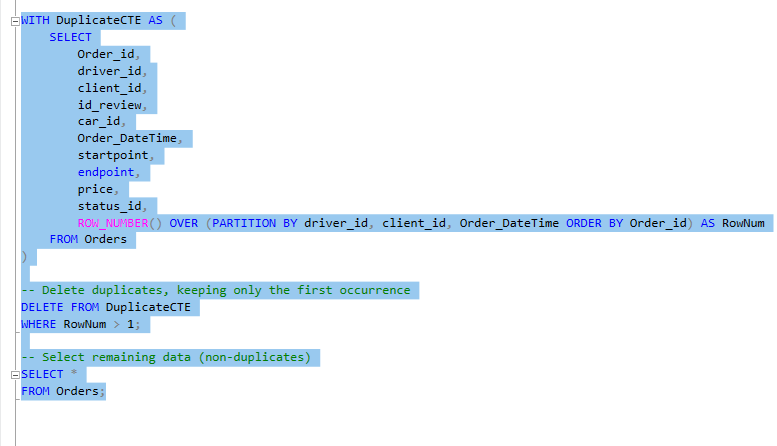 WITH DuplicateCTE AS (
    SELECT
        Order_id,
        driver_id,
        client_id,
        id_review,
        car_id,
        Order_DateTime,
        startpoint,
        endpoint,
        price,
        status_id,
        ROW_NUMBER() OVER (PARTITION BY driver_id, client_id, Order_DateTime ORDER BY Order_id) AS RowNum
    FROM Orders
)
-- Delete duplicates, keeping only the first occurrence
DELETE FROM DuplicateCTE
WHERE RowNum > 1;
-- Select remaining data (non-duplicates)
SELECT *
FROM Orders;